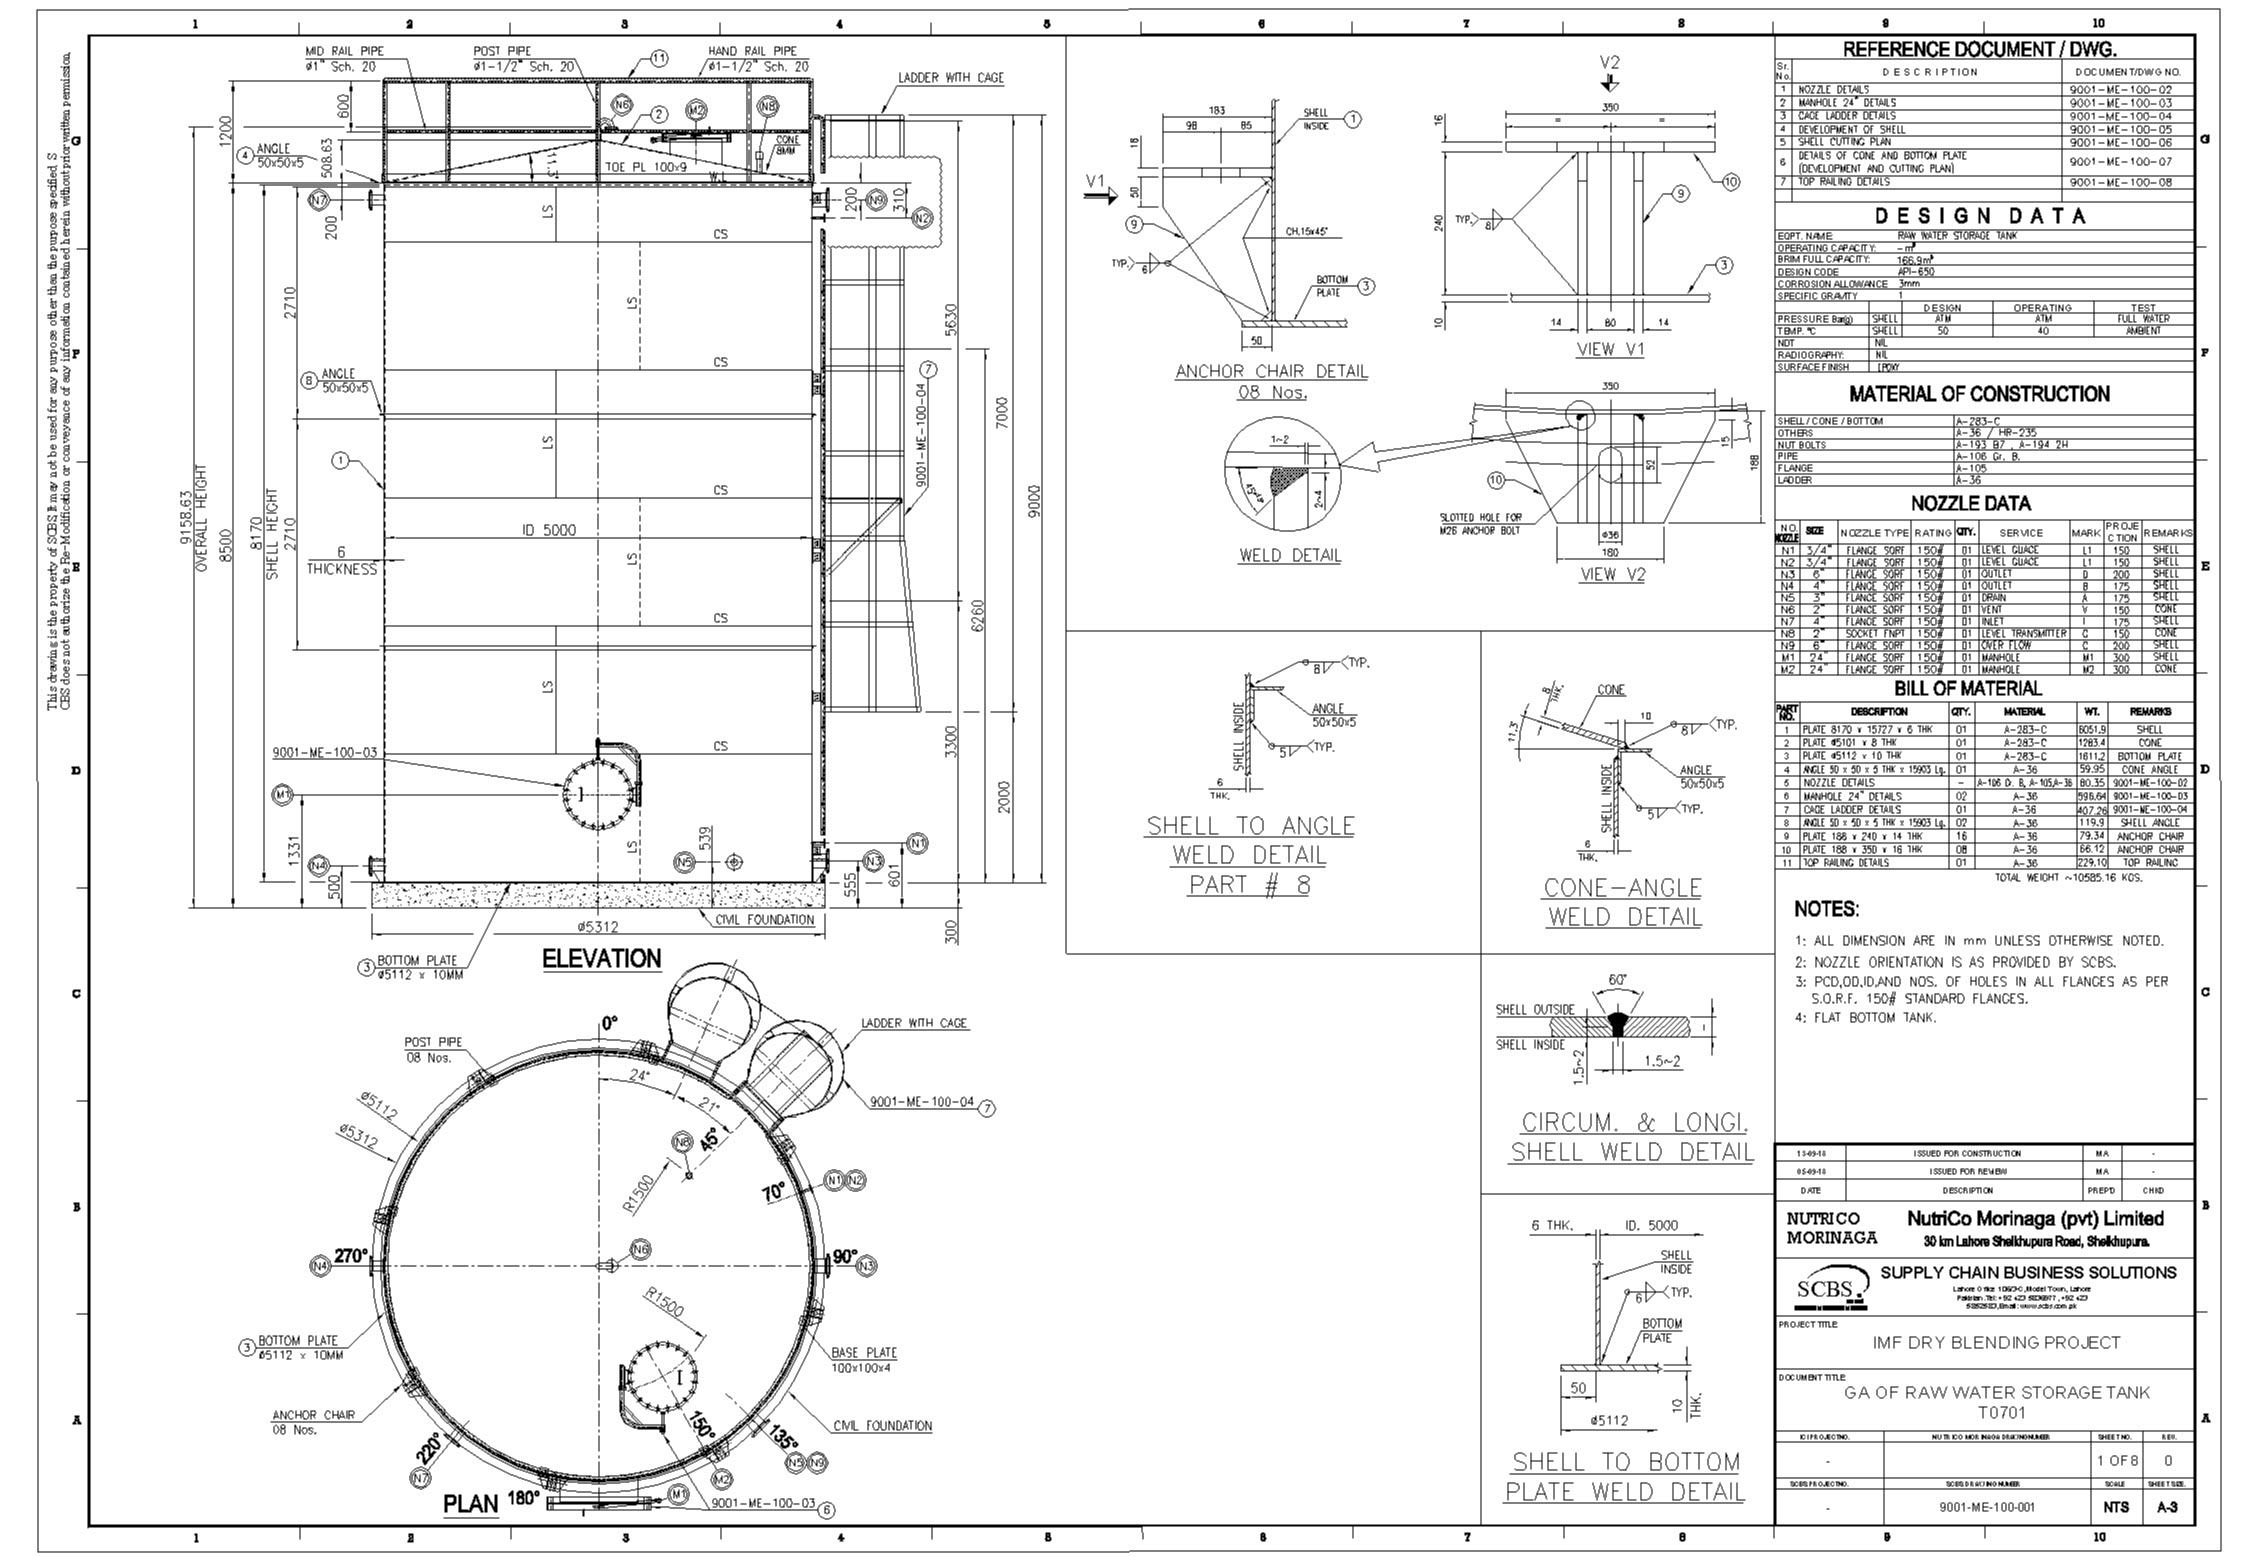 This drawing is the property of SCBS. It may not be used for any purpose other than the purpose specified S
CBS does not authorize the Re-Modification or conveyance of any information contained herein without prior written permission.
1 2 3 4 5 6 7 8 9 10
G
F
E
D
C
B
A
MID RAIL PIPE
ø1" Sch. 20
POST PIPE
ø1-1/2" Sch. 20
11
HAND RAIL PIPE
ø1-1/2" Sch. 20
LADDER WITH CAGE
N6
2
M2
N8
CONE
8MM
600
1200
508.63
4
ANGLE
50x50x5
11.3°
TOE PL 100x9
W.L
N7
200
200
N9
310
N2
LS
CS
2710
LS
CS
8
ANGLE
50x50x5
5630
7
9001-ME-100-04
7000
9000
1
LS
CS
9158.63
OVERALL HEIGHT
8500
8170
SHELL HEIGHT
2710
ID 5000
6
THICKNESS
LS
CS
6260
LS
CS
9001-ME-100-03
M1
1331
N4
500
539
LS
N5
N1
N3
555
601
3300
2000
300
CIVIL FOUNDATION
ø5312
3
BOTTOM PLATE
ø5112 x 10MM
ELEVATION
0°
POST PIPE
08 Nos.
LADDER WITH CAGE
24°
21°
9001-ME-100-04
7
ø5112
ø5312
N8
45°
R1500
70°
N1
N2
N6
N4
270°
90°
N3
R1500
3
BOTTOM PLATE
ø5112 x 10MM
BASE PLATE
100x100x4
ANCHOR CHAIR
08 Nos.
CIVIL FOUNDATION
220°
N7
150°
135°
N5
N9
M2
PLAN
180°
M1
9001-ME-100-03
6
183
98
85
SHELL
INSIDE
1
16
V1
50
9
CH.15x45°
TYP.
6
BOTTOM
PLATE
3
50
ANCHOR CHAIR DETAIL
08 Nos.
V2
350
=
=
16
10
9
240
TYP.
8
3
10
14
80
14
VIEW V1
350
1~2
45°±5°
2~4
WELD DETAIL
10
52
15
188
SLOTTED HOLE FOR
M26 ANCHOR BOLT
ø36
180
VIEW V2
8
TYP.
SHELL INSIDE
ANGLE
50x50x5
5
TYP.
6
THK.
SHELL TO ANGLE
WELD DETAIL
PART # 8
8
THK.
CONE
10
8
TYP.
11.3°
SHELL INSIDE
ANGLE
50x50x5
5
TYP.
6
THK.
CONE-ANGLE
WELD DETAIL
60°
SHELL OUTSIDE
SHELL INSIDE
1.5~2
1.5~2
CIRCUM. & LONGI.
SHELL WELD DETAIL
6 THK.
ID. 5000
SHELL
INSIDE
6
TYP.
BOTTOM
PLATE
50
10
THK.
ø5112
SHELL TO BOTTOM
PLATE WELD DETAIL
REFERENCE DOCUMENT / DWG.
Sr. No. DESCRIPTION DOCUMENT/DWG NO.
1 NOZZLE DETAILS 9001-ME-100-02
2 MANHOLE 24" DETAILS 9001-ME-100-03
3 CAGE LADDER DETAILS 9001-ME-100-04
4 DEVELOPMENT OF SHELL 9001-ME-100-05
5 SHELL CUTTING PLAN 9001-ME-100-06
6 DETAILS OF CONE AND BOTTOM PLATE 9001-ME-100-07
(DEVELOPMENT AND CUTTING PLAN)
7 TOP RAILING DETAILS 9001-ME-100-08
DESIGN DATA
EQPT. NAME RAW WATER STORAGE TANK
OPERATING CAPACITY: - m³
BRIM FULL CAPACITY: 166.9m³
DESIGN CODE API-650
CORROSION ALLOWANCE 3mm
SPECIFIC GRAVITY 1
DESIGN OPERATING TEST
PRESSURE Bar(g) SHELL ATM ATM FULL WATER
TEMP. °C SHELL 50 40 AMBIENT
NDT NIL
RADIOGRAPHY: NIL
SURFACE FINISH EPOXY
MATERIAL OF CONSTRUCTION
SHELL/CONE/BOTTOM A-283-C
OTHERS A-36 / HR-235
NUT BOLTS A-193 B7 , A-194 2H
PIPE A-106 Gr. B.
FLANGE A-105
LADDER A-36
NOZZLE DATA
NO. NOZZLE SIZE NOZZLE TYPE RATING QTY. SERVICE MARK PROJECTION REMARKS
N1 3/4" FLANGE SORF 150# 01 LEVEL GUAGE L1 150 SHELL
N2 3/4" FLANGE SORF 150# 01 LEVEL GUAGE L1 150 SHELL
N3 6" FLANGE SORF 150# 01 OUTLET D 200 SHELL
N4 4" FLANGE SORF 150# 01 OUTLET B 175 SHELL
N5 3" FLANGE SORF 150# 01 DRAIN A 175 SHELL
N6 2" FLANGE SORF 150# 01 VENT V 150 CONE
N7 4" FLANGE SORF 150# 01 INLET I 175 SHELL
N8 2" SOCKET FNPT 150# 01 LEVEL TRANSMITTER C 150 CONE
N9 6" FLANGE SORF 150# 01 OVER FLOW C 200 SHELL
M1 24" FLANGE SORF 150# 01 MANHOLE M1 300 SHELL
M2 24" FLANGE SORF 150# 01 MANHOLE M2 300 CONE
BILL OF MATERIAL
PART NO. DESCRIPTION QTY. MATERIAL WT. REMARKS
1 PLATE 8170 x 15727 x 6 THK 01 A-283-C 6051.9 SHELL
2 PLATE ø5101 x 8 THK 01 A-283-C 1283.4 CONE
3 PLATE ø5112 x 10 THK 01 A-283-C 1611.2 BOTTOM PLATE
4 ANGLE 50 x 50 x 5 THK x 15903 Lg. 01 A-36 59.95 CONE ANGLE
5 NOZZLE DETAILS - A-106 Gr. B, A-105,A-36 80.35 9001-ME-100-02
6 MANHOLE 24" DETAILS 02 A-36 596.64 9001-ME-100-03
7 CAGE LADDER DETAILS 01 A-36 407.26 9001-ME-100-04
8 ANGLE 50 x 50 x 5 THK x 15903 Lg. 02 A-36 119.9 SHELL ANGLE
9 PLATE 188 x 240 x 14 THK 16 A-36 79.34 ANCHOR CHAIR
10 PLATE 188 x 350 x 16 THK 08 A-36 66.12 ANCHOR CHAIR
11 TOP RAILING DETAILS 01 A-36 229.10 TOP RAILING
TOTAL WEIGHT ~10585.16 KGS.
NOTES:
1: ALL DIMENSION ARE IN mm UNLESS OTHERWISE NOTED.
2: NOZZLE ORIENTATION IS AS PROVIDED BY SCBS.
3: PCD,OD,ID,AND NOS. OF HOLES IN ALL FLANGES AS PER
S.O.R.F. 150# STANDARD FLANGES.
4: FLAT BOTTOM TANK.
13-09-18 ISSUED FOR CONSTRUCTION MA -
05-09-18 ISSUED FOR REVIEW MA -
DATE DESCRIPTION PREP'D CHKD
NUTRICO
MORINAGA
NutriCo Morinaga (pvt) Limited
30 km Lahore Sheikhupura Road, Sheikhupura.
SCBS
SUPPLY CHAIN BUSINESS SOLUTIONS
PROJECT TITLE
IMF DRY BLENDING PROJECT
DOCUMENT TITLE
GA OF RAW WATER STORAGE TANK
T0701
ICI PROJECT NO. NUTRICO MORINAGA DRAWING NUMBER SHEET NO. REV.
- 1 OF 8 0
SCBS PROJECT NO. SCBS DRAWING NUMBER SCALE SHEET SIZE.
- 9001-ME-100-001 NTS A-3
1 2 3 4 5 6 7 8 9 10